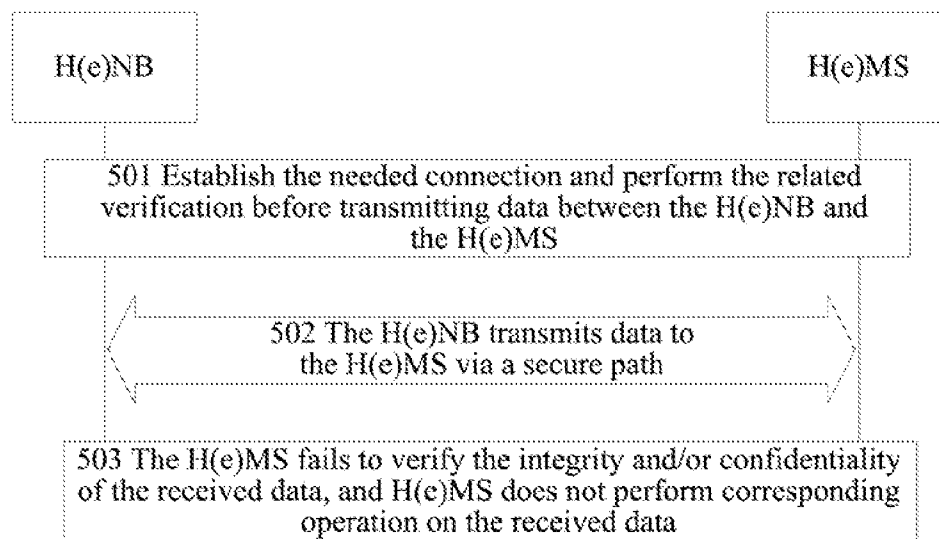 H(e)NB
H(e)MS
501 Establish the needed connection and perform the related
verification before transmitting data between the H(e)NB and
the H(e)MS
502 The H(e)NB transmits data to
the H(e)MS via a secure path
503 The H(e)MS fails to verify the integrity and/or confidentiality
of the received data, and H(e)MS does not perform corresponding
operation on the received data